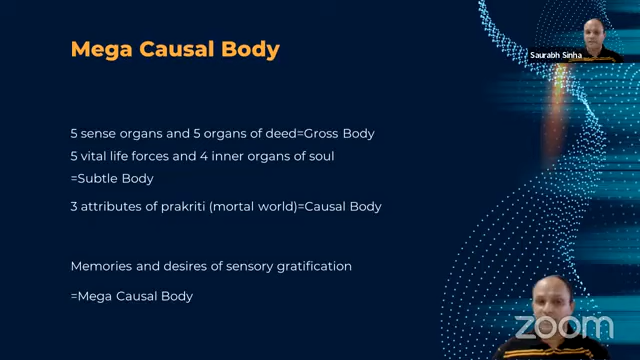 Mega Causal Body
Saurabh Sinha
5 sense organs and 5 organs of deed=Gross Body
5 vital life forces and 4 inner organs of soul
=Subtle Body
3 attributes of prakriti (mortal world)=Causal Body
Memories and desires of sensory gratification
=Mega Causal Body
zoom